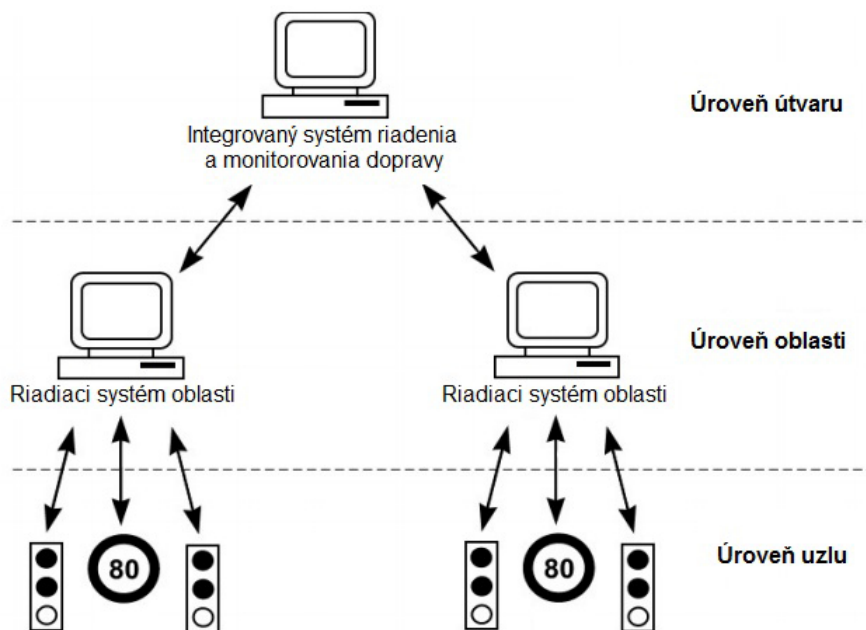 Úroveň útvaru
Integrovaný systém riadenia
a monitorovania dopravy
Úroveň oblasti
Riadiaci systém oblasti
Riadiaci systém oblasti
Úroveň uzlu
80
80